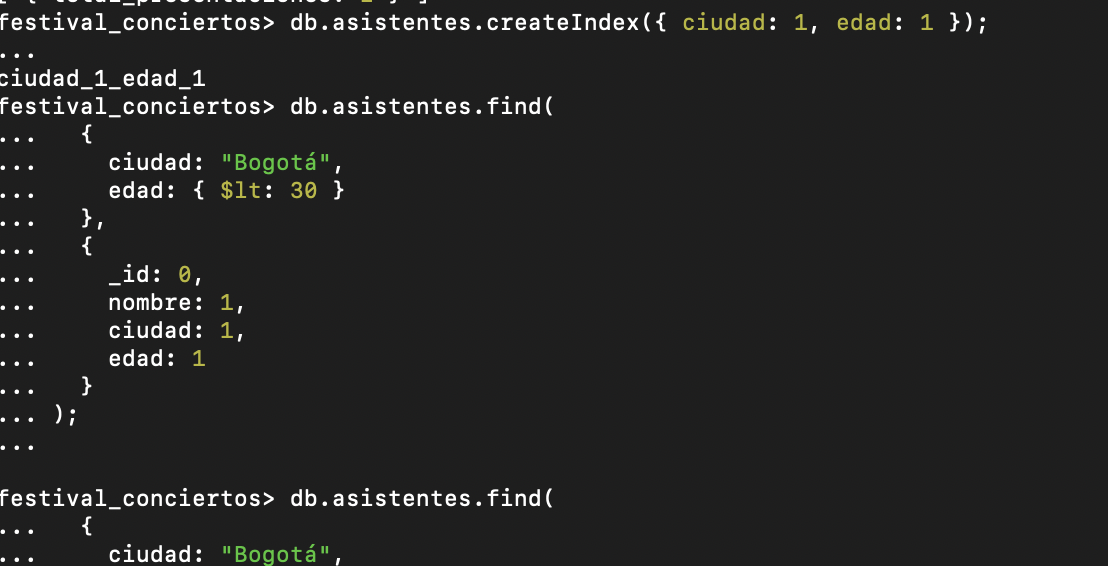 festival_conciertos> db.asistentes.createIndex({ ciudad: 1, edad: 1 });
...
ciudad_1_edad_1
festival_conciertos> db.asistentes.find(
...   {
...     ciudad: "Bogotá",
...     edad: { $lt: 30 }
...   },
...   {
...     _id: 0,
...     nombre: 1,
...     ciudad: 1,
...     edad: 1
...   }
... );
...
festival_conciertos> db.asistentes.find(
...   {
...     ciudad: "Bogotá",